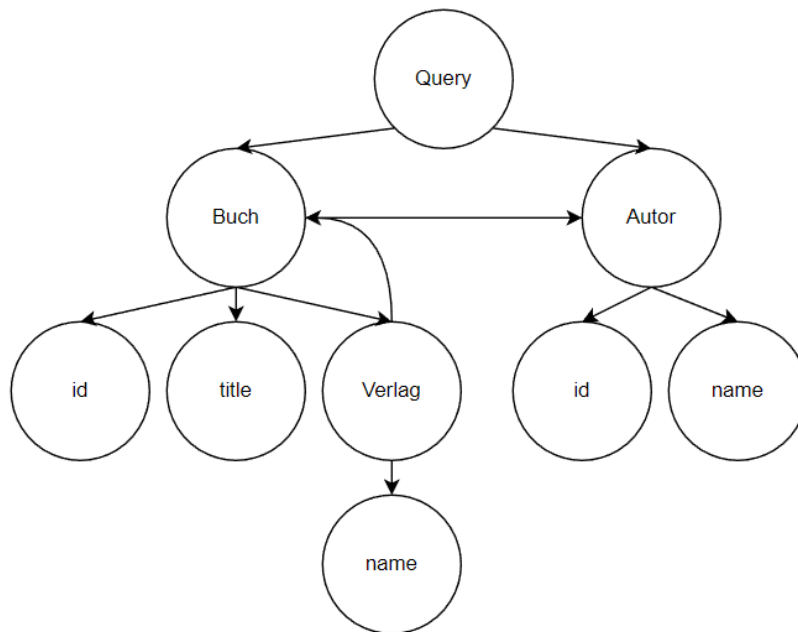 Query
Buch
Autor
id
title
Verlag
id
name
name